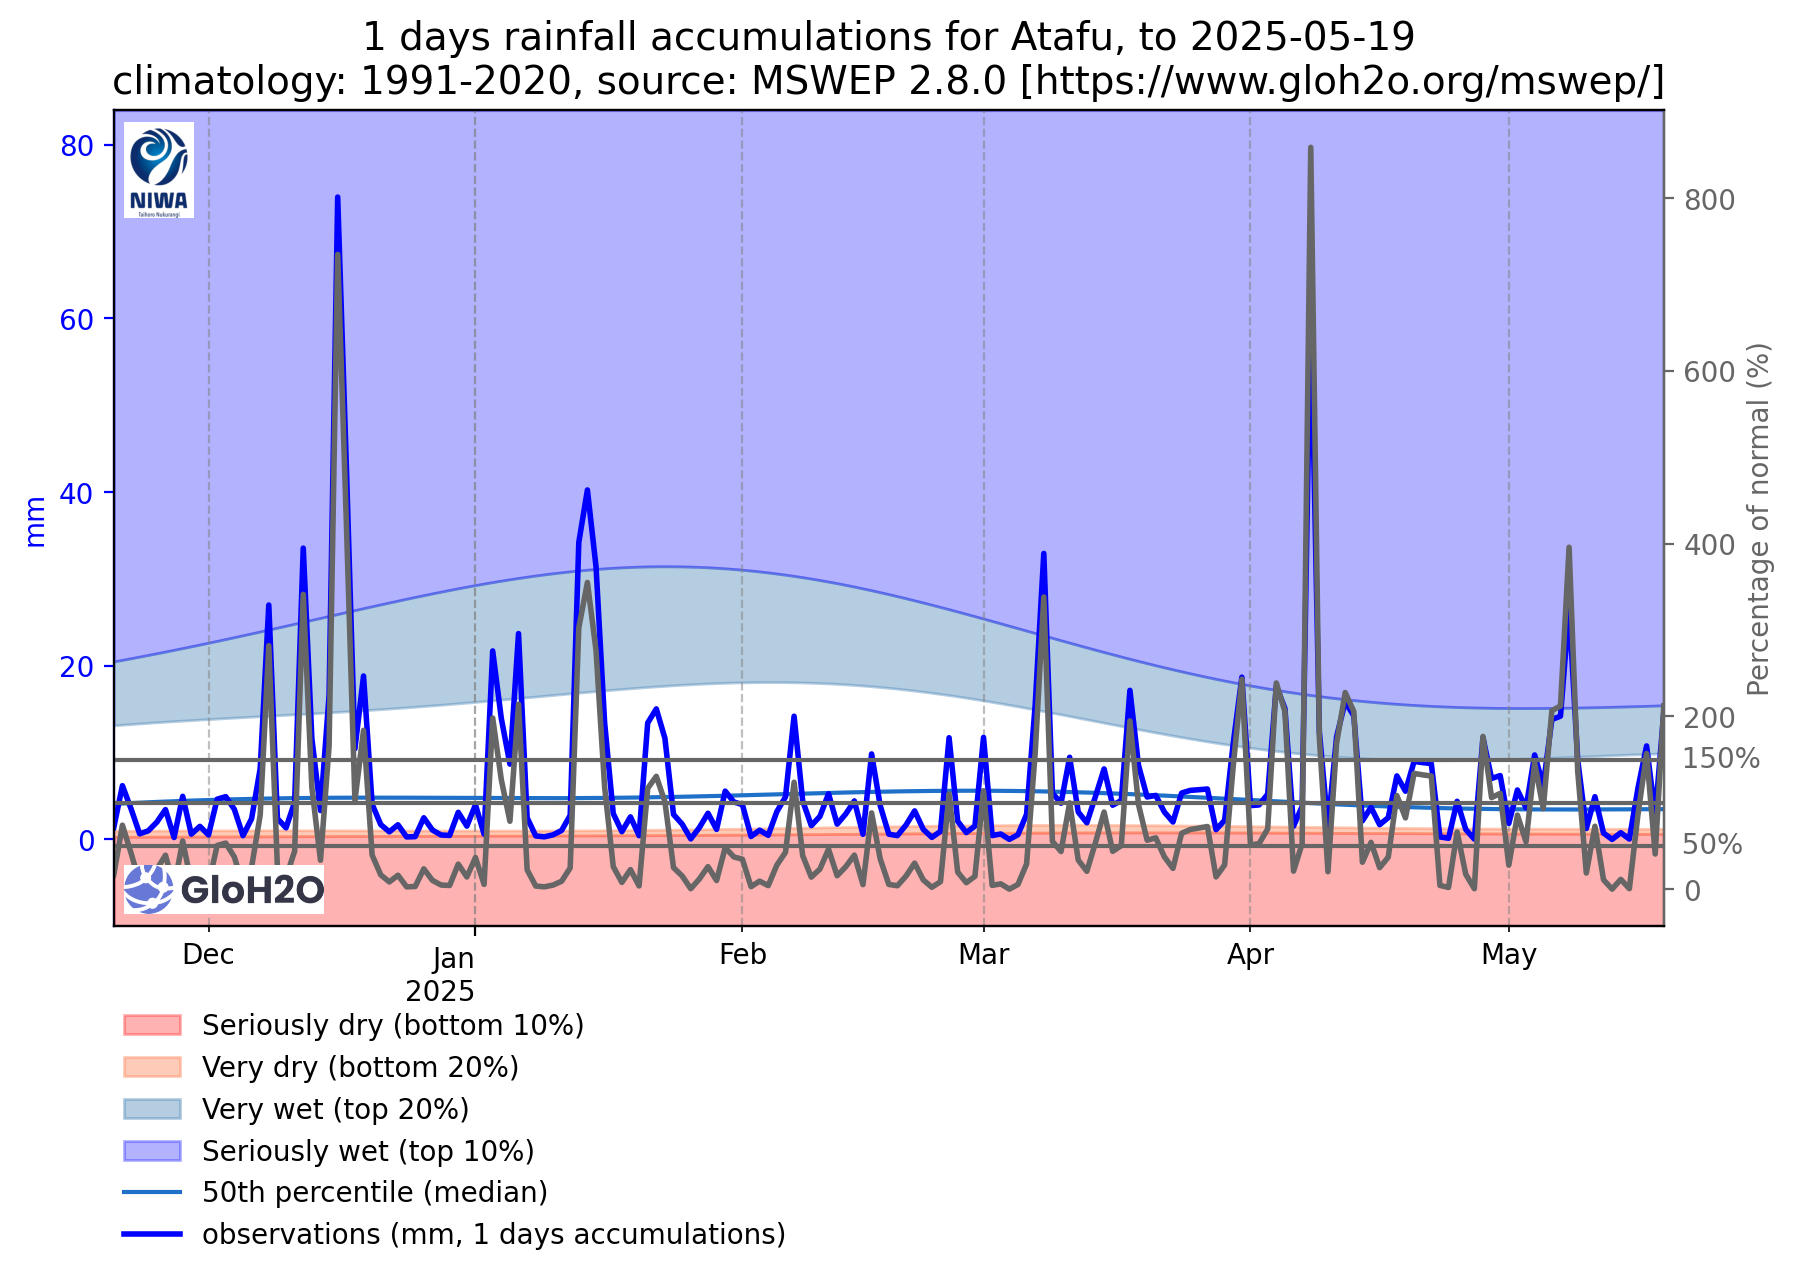 1 days rainfall accumulations for Atafu, to 2025-05-19
climatology: 1991-2020, source: MSWEP 2.8.0 [https://www.gloh2o.org/mswep/]
NIWA
Taihoro Nukurangi
80
60
40
20
0
mm
800
600
400
200
150%
50%
0
Percentage of normal (%)
GloH2O
Dec
Jan
2025
Feb
Mar
Apr
May
Seriously dry (bottom 10%)
Very dry (bottom 20%)
Very wet (top 20%)
Seriously wet (top 10%)
50th percentile (median)
observations (mm, 1 days accumulations)